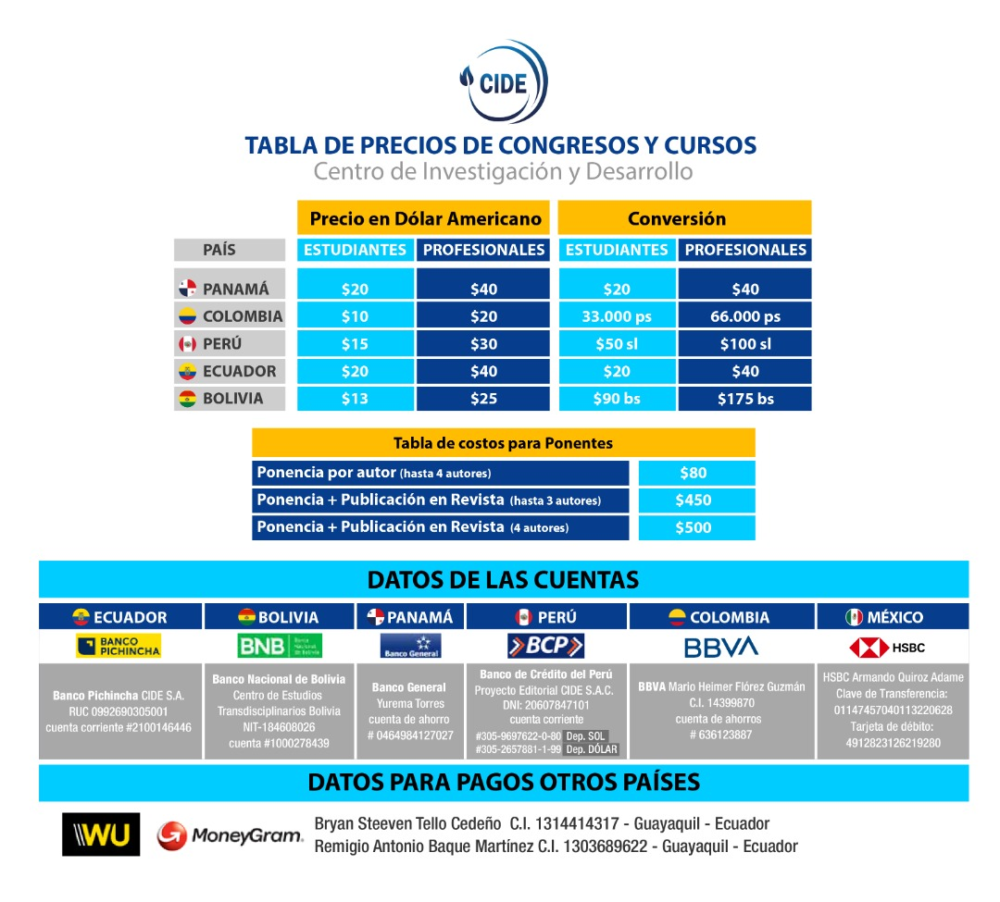 CIDE
TABLA DE PRECIOS DE CONGRESOS Y CURSOS
Centro de Investigación y Desarrollo
Precio en Dólar Americano Conversión
PAÍS ESTUDIANTES PROFESIONALES ESTUDIANTES PROFESIONALES
PANAMÁ $20 $40 $20 $40
COLOMBIA $10 $20 33.000 ps 66.000 ps
PERÚ $15 $30 $50 sl $100 sl
ECUADOR $20 $40 $20 $40
BOLIVIA $13 $25 $90 bs $175 bs
Tabla de costos para Ponentes
Ponencia por autor (hasta 4 autores) $80
Ponencia + Publicación en Revista (hasta 3 autores) $450
Ponencia + Publicación en Revista (4 autores) $500
DATOS DE LAS CUENTAS
ECUADOR
BANCO
PICHINCHA
Banco Pichincha CIDE S.A.
RUC 0992690305001
cuenta corriente #2100146446
BOLIVIA
BNB Banco
Nacional
de Bolivia
Banco Nacional de Bolivia
Centro de Estudios
Transdisciplinarios Bolivia
NIT-184608026
cuenta #1000278439
PANAMÁ
Banco General
Banco General
Yurema Torres
cuenta de ahorro
# 0464984127027
PERÚ
BCP
Banco de Crédito del Perú
Proyecto Editorial CIDE S.A.C.
DNI: 20607847101
cuenta corriente
#305-9697622-0-80 Dep. SOL
#305-2657881-1-99 Dep. DÓLAR
COLOMBIA
BBVA
BBVA Mario Heimer Flórez Guzmán
C.I. 14399870
cuenta de ahorros
# 636123887
MÉXICO
HSBC
HSBC Armando Quiroz Adame
Clave de Transferencia:
01147457040113220628
Tarjeta de débito:
4912823126219280
DATOS PARA PAGOS OTROS PAÍSES
WU MoneyGram.
Bryan Steeven Tello Cedeño C.I. 1314414317 - Guayaquil - Ecuador
Remigio Antonio Baque Martínez C.I. 1303689622 - Guayaquil - Ecuador